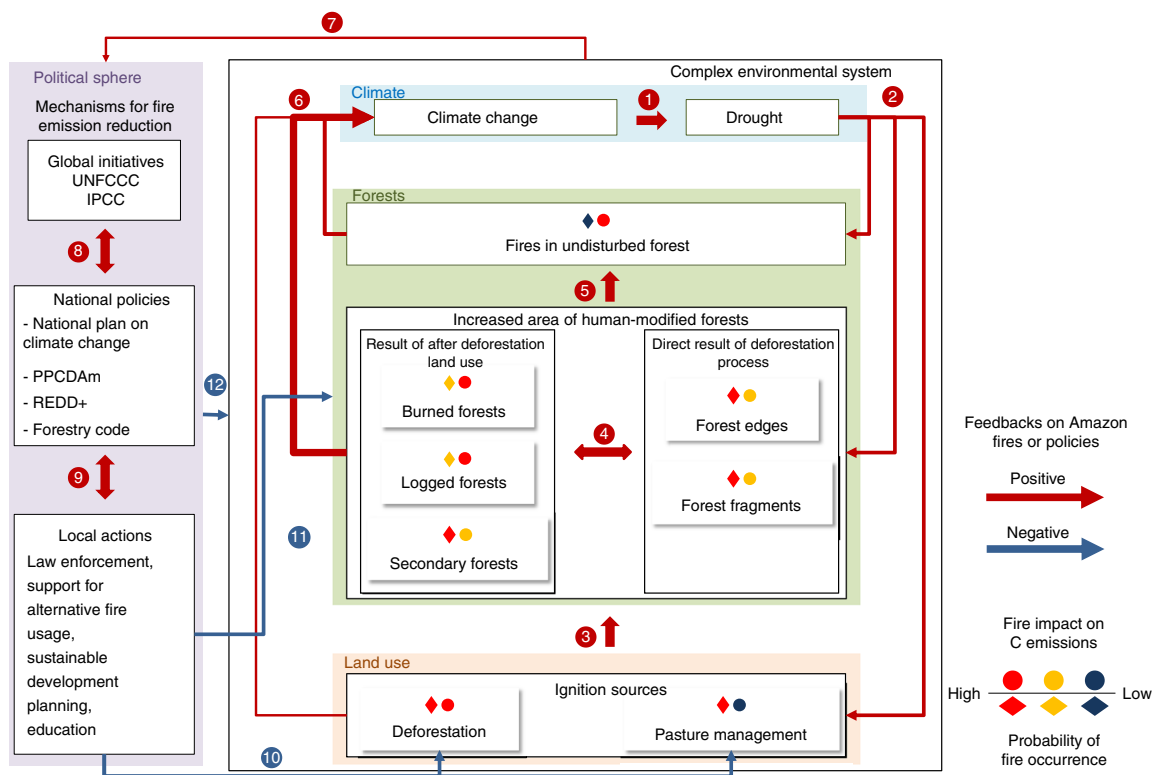 7
Political sphere
Mechanisms for fire
emission reduction
Global initiatives
UNFCCC
IPCC
8
National policies
- National plan on
climate change
- PPCDAm
- REDD+
- Forestry code
9
Local actions
Law enforcement,
support for
alternative fire
usage,
sustainable
development
planning,
education
12
11
10
Complex environmental system
6
Climate
1
2
Climate change
Drought
Forests
Fires in undisturbed forest
5
Increased area of human-modified forests
Result of after deforestation
land use
Burned forests
Logged forests
Secondary forests
4
Direct result of deforestation
process
Forest edges
Forest fragments
3
Land use
Ignition sources
Deforestation
Pasture management
Feedbacks on Amazon
fires or policies
Positive
Negative
Fire impact on
C emissions
High
Low
Probability of
fire occurrence